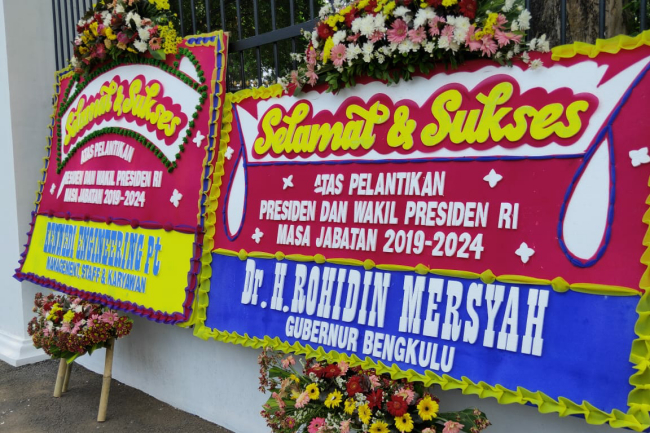 Selamat & Sukses
ATAS PELANTIKAN
PRESIDEN DAN WAKIL PRESIDEN RI
MASA JABATAN 2019-2024
ENGINEERING Pt
MANAGEMENT, STAFF & KARYAWAN
Selamat & Sukses
ATAS PELANTIKAN
PRESIDEN DAN WAKIL PRESIDEN RI
MASA JABATAN 2019-2024
Dr. H. ROHIDIN MERSYAH
GUBERNUR BENGKULU